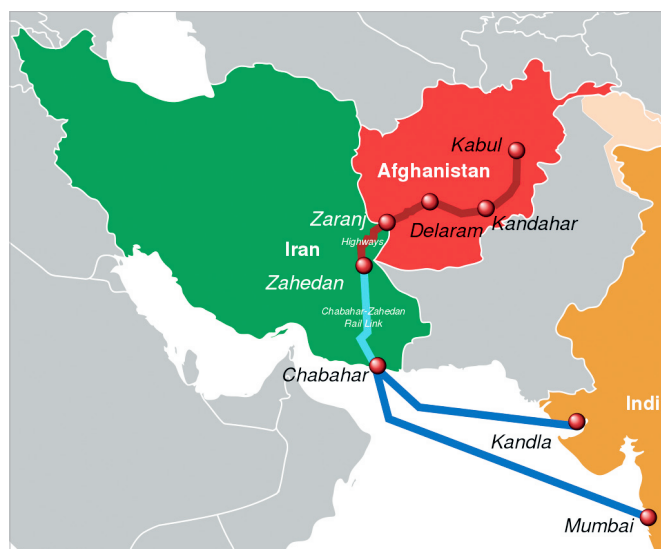 Kabul
Afghanistan
Zaranj
Delaram
Kandahar
Highways
Iran
Zahedan
Chabahar-Zahedan
Rail Link
Chabahar
Indi
Kandla
Mumbai